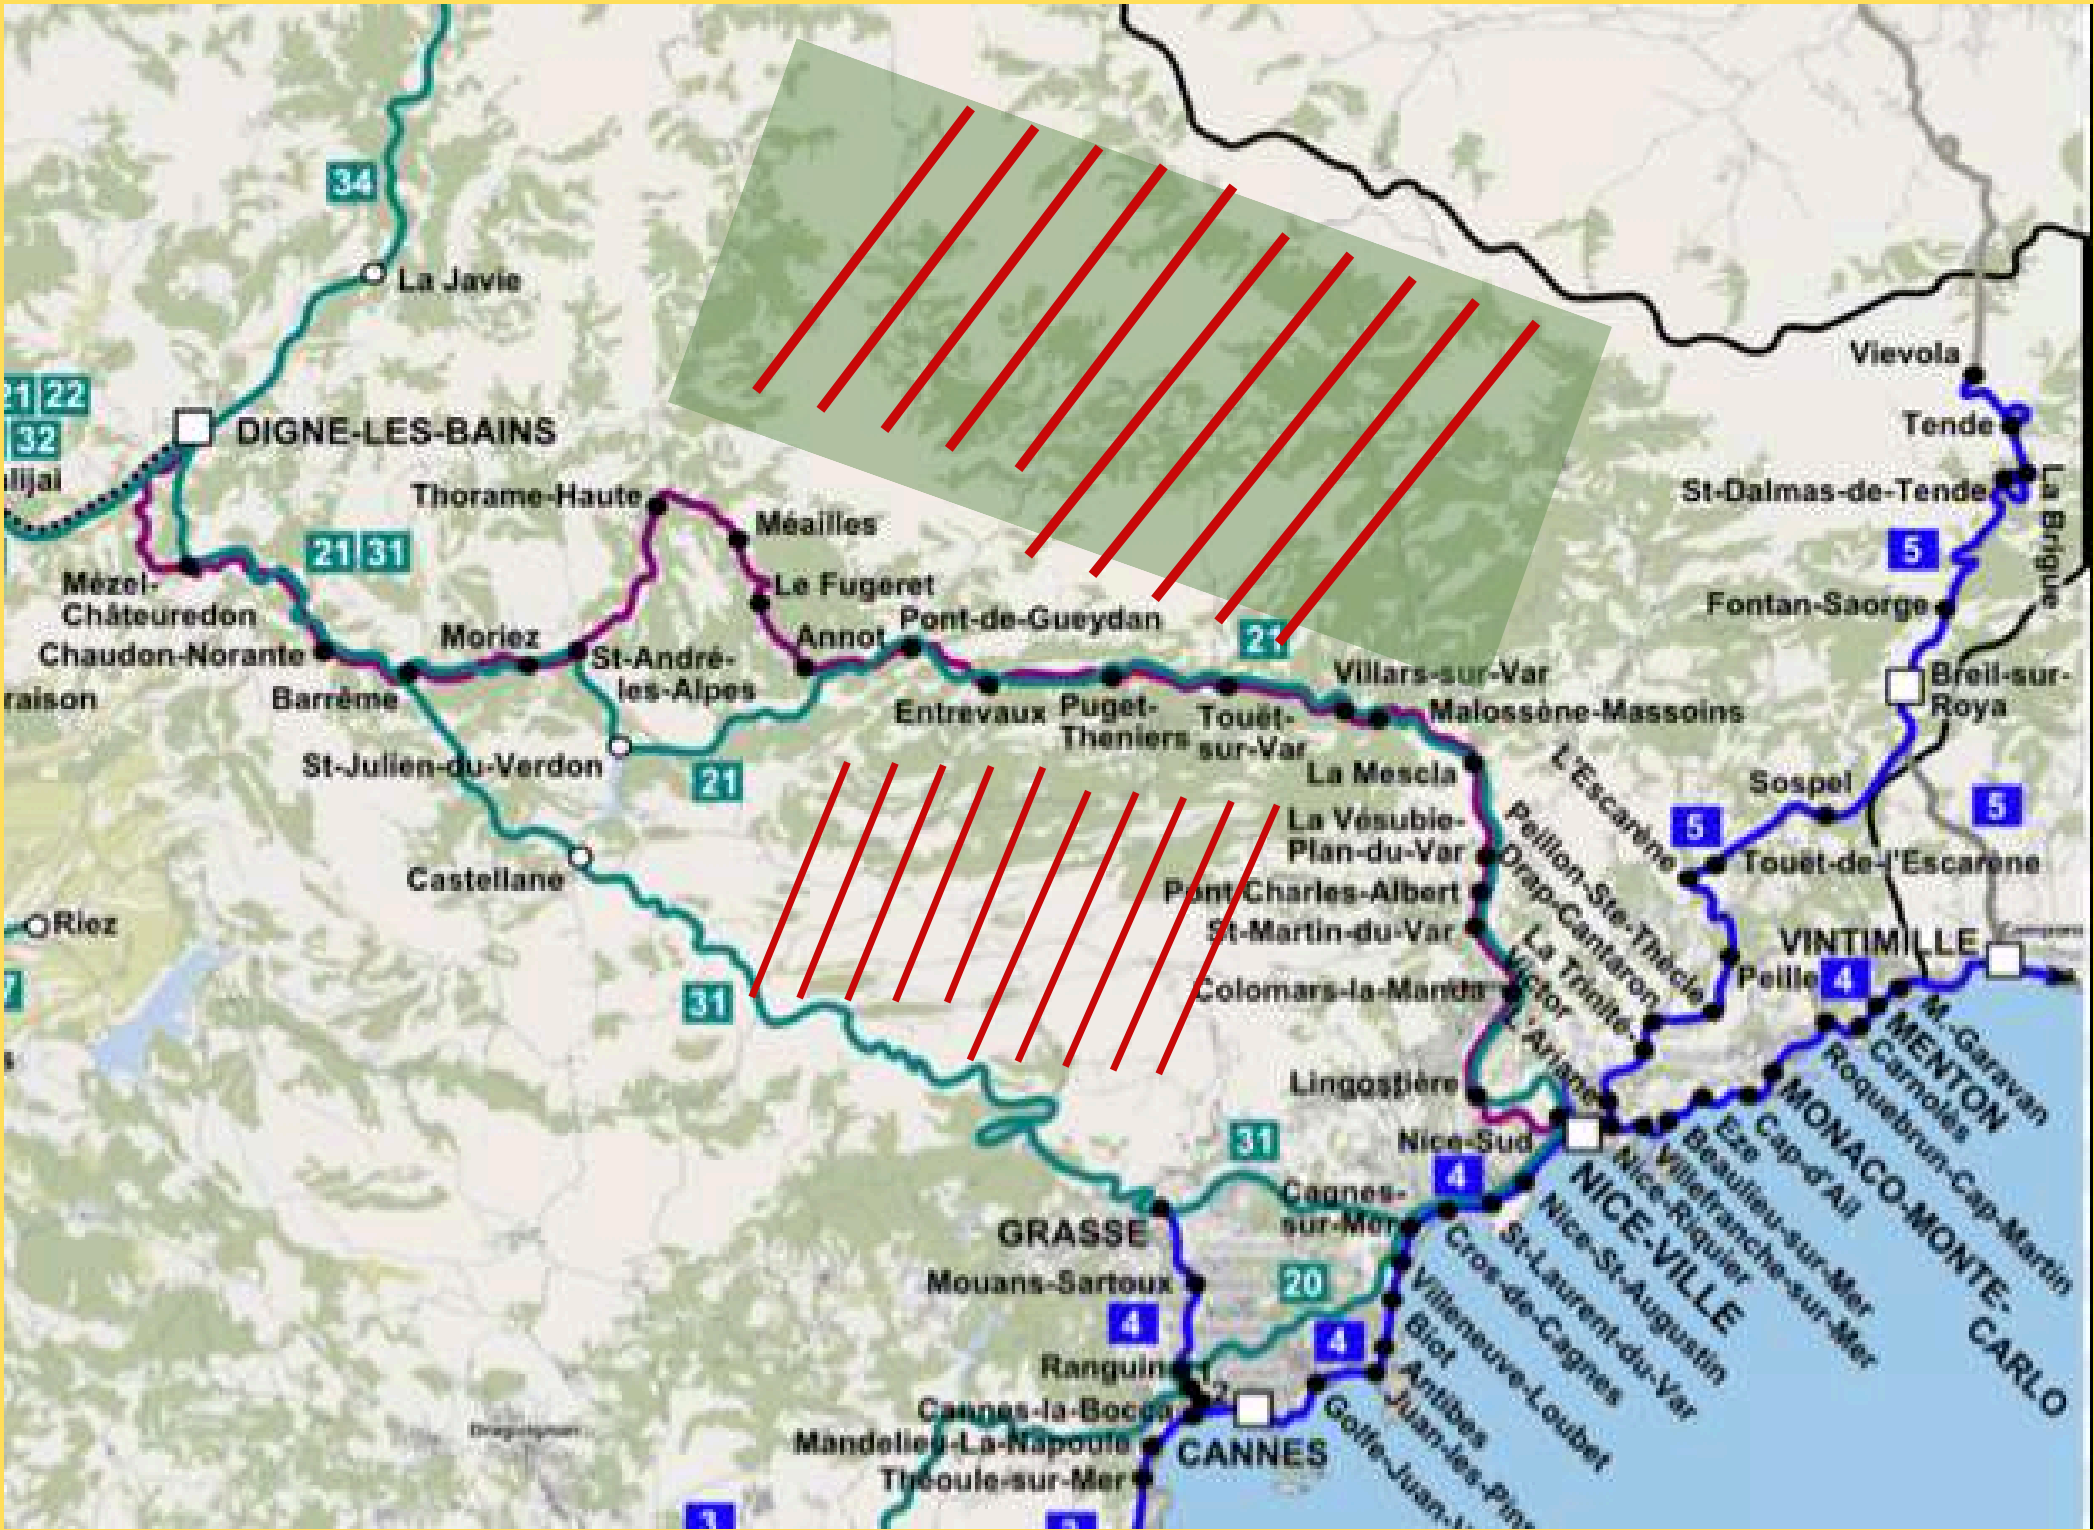 34
La Javie
21 22
32
DIGNE-LES-BAINS
lijai
Thorame-Haute
Méailles
21 31
Mézel-
Châteuredon
Le Fugeret
Chaudon-Norante
Moriez
Annot
Pont-de-Gueydan
21
St-André-
les-Alpes
raison
Barrême
Entrevaux
Puget-
Theniers
Touët-
sur-Var
Villars-sur-Var
Malossène-Massoins
St-Julien-du-Verdon
21
La Mescla
Castellane
La Vésubie-
Plan-du-Var
Pont-Charles-Albert
St-Martin-du-Var
Riez
7
31
Colomars-la-Manda
Lingostière
Nice-Sud
Vievola
Tende
St-Dalmas-de-Tende
La Brigue
5
Fontan-Saorge
Breil-sur-
Roya
Sospel
5
5
L'Escarène
Touët-de-l'Escarène
Peillon-Ste-Thècle
Drap-Cantaron
La Trinité-
Victor
L'Ariane
Peille
VINTIMILLE
4
M.-Garavan
MENTON
Carnolès
Roquebrun-Cap-Martin
MONACO-MONTE-
CARLO
Cap-d'Ail
Eze
Beaulieu-sur-Mer
Villefranche-sur-Mer
Nice-Riquier
NICE-VILLE
Nice-St-Augustin
St-Laurent-du-Var
Cros-de-Cagnes
31
4
Cagnes-
sur-Mer
GRASSE
Mouans-Sartoux
20
4
4
Villeneuve-Loubet
Biot
Antibes
Juan-les-Pins
Golfe-Juan-
Ranguin
Cannes-la-Bocca
Mandelieu-La-Napoule
CANNES
Théoule-sur-Mer
Draguignan
3